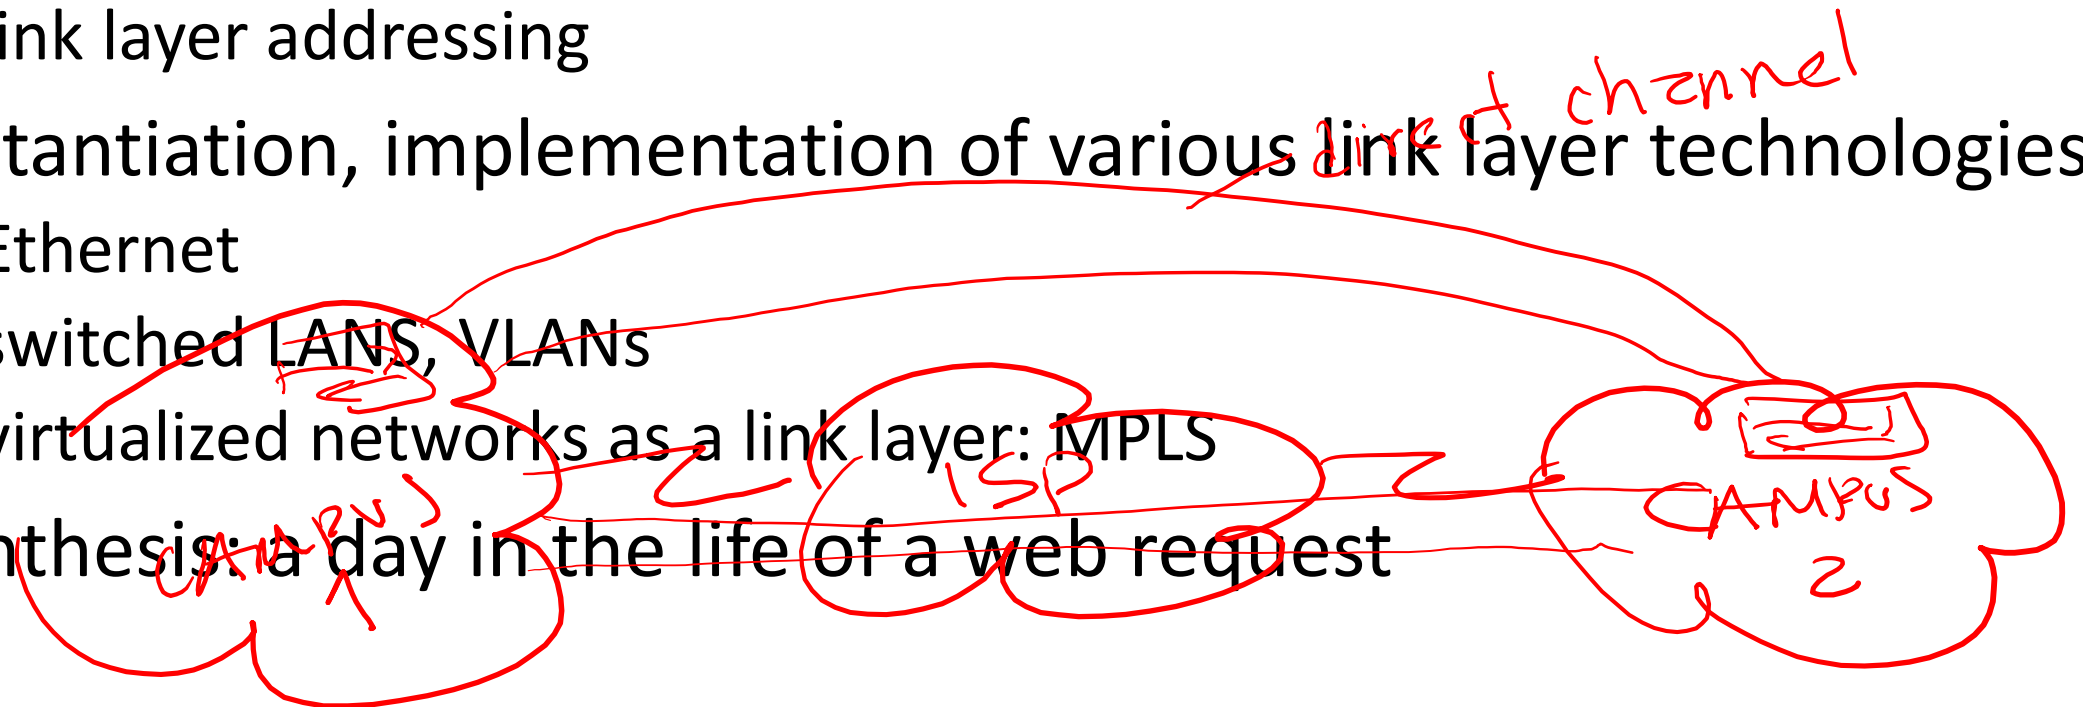 ink layer addressing
direct channel
tantiation, implementation of various link layer technologies
Ethernet
switched LANS, VLANs
virtualized networks as a link layer: MPLS
ISP
CAMPUS
2
nthesis: a day in the life of a web request
CAMPUS
1